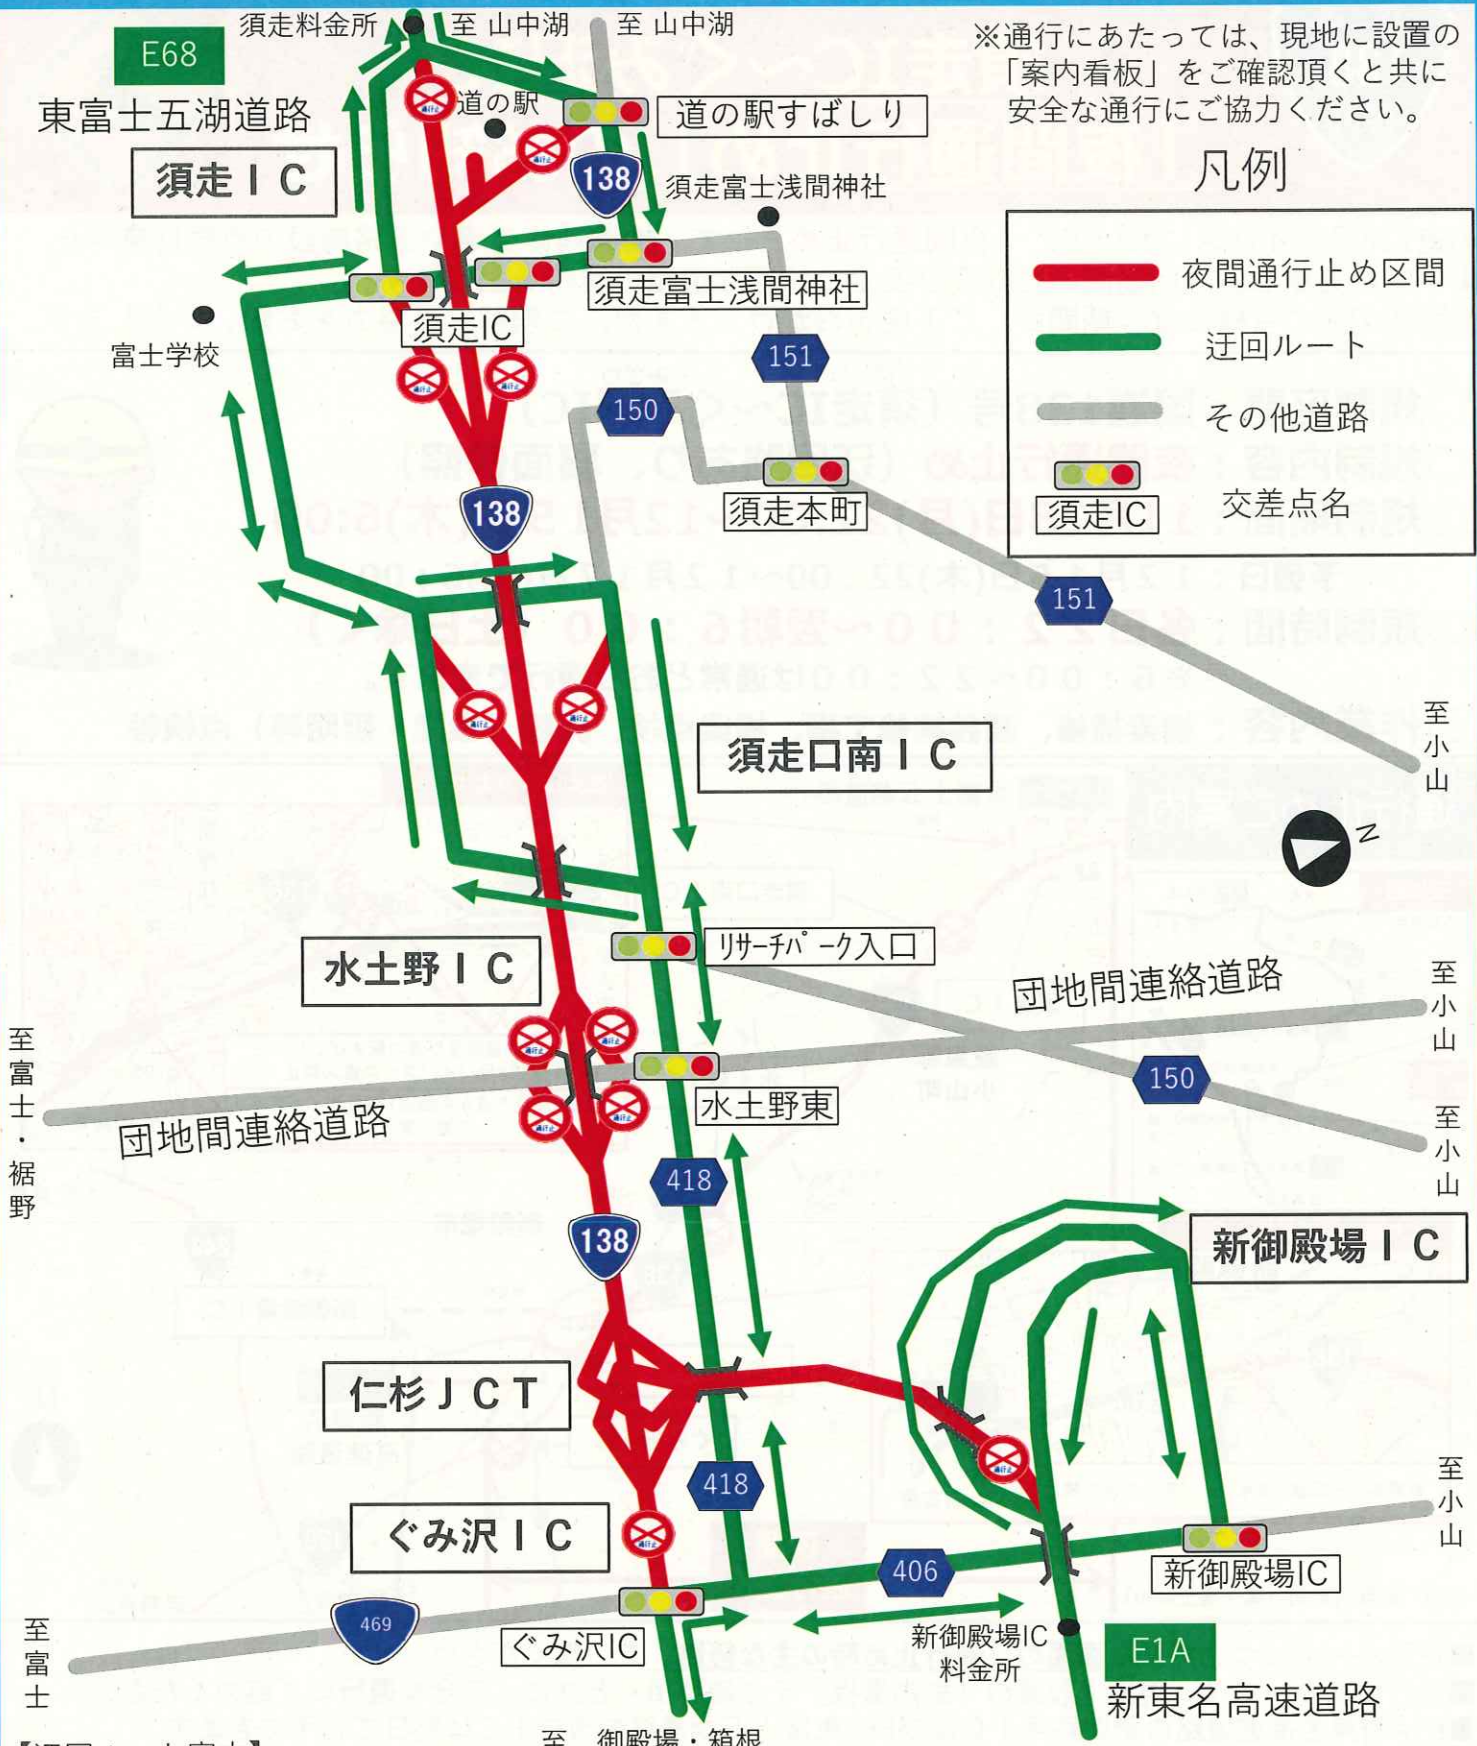 須走料金所
至 山中湖
至 山中湖
E68
東富士五湖道路
※通行にあたっては、現地に設置の
「案内看板」をご確認頂くと共に
安全な通行にご協力ください。
道の駅
道の駅すばしり
須走ＩＣ
138
須走富士浅間神社
凡例
夜間通行止め区間
迂回ルート
その他道路
須走IC
交差点名
須走富士浅間神社
須走IC
富士学校
151
150
138
須走本町
151
至小山
須走口南ＩＣ
N
リサーチパーク入口
水土野ＩＣ
団地間連絡道路
至小山
至富士・裾野
団地間連絡道路
水土野東
150
至小山
418
138
新御殿場ＩＣ
仁杉ＪＣＴ
418
至小山
ぐみ沢ＩＣ
406
新御殿場IC
469
ぐみ沢IC
新御殿場IC
料金所
E1A
新東名高速道路
至富士
至 御殿場・箱根